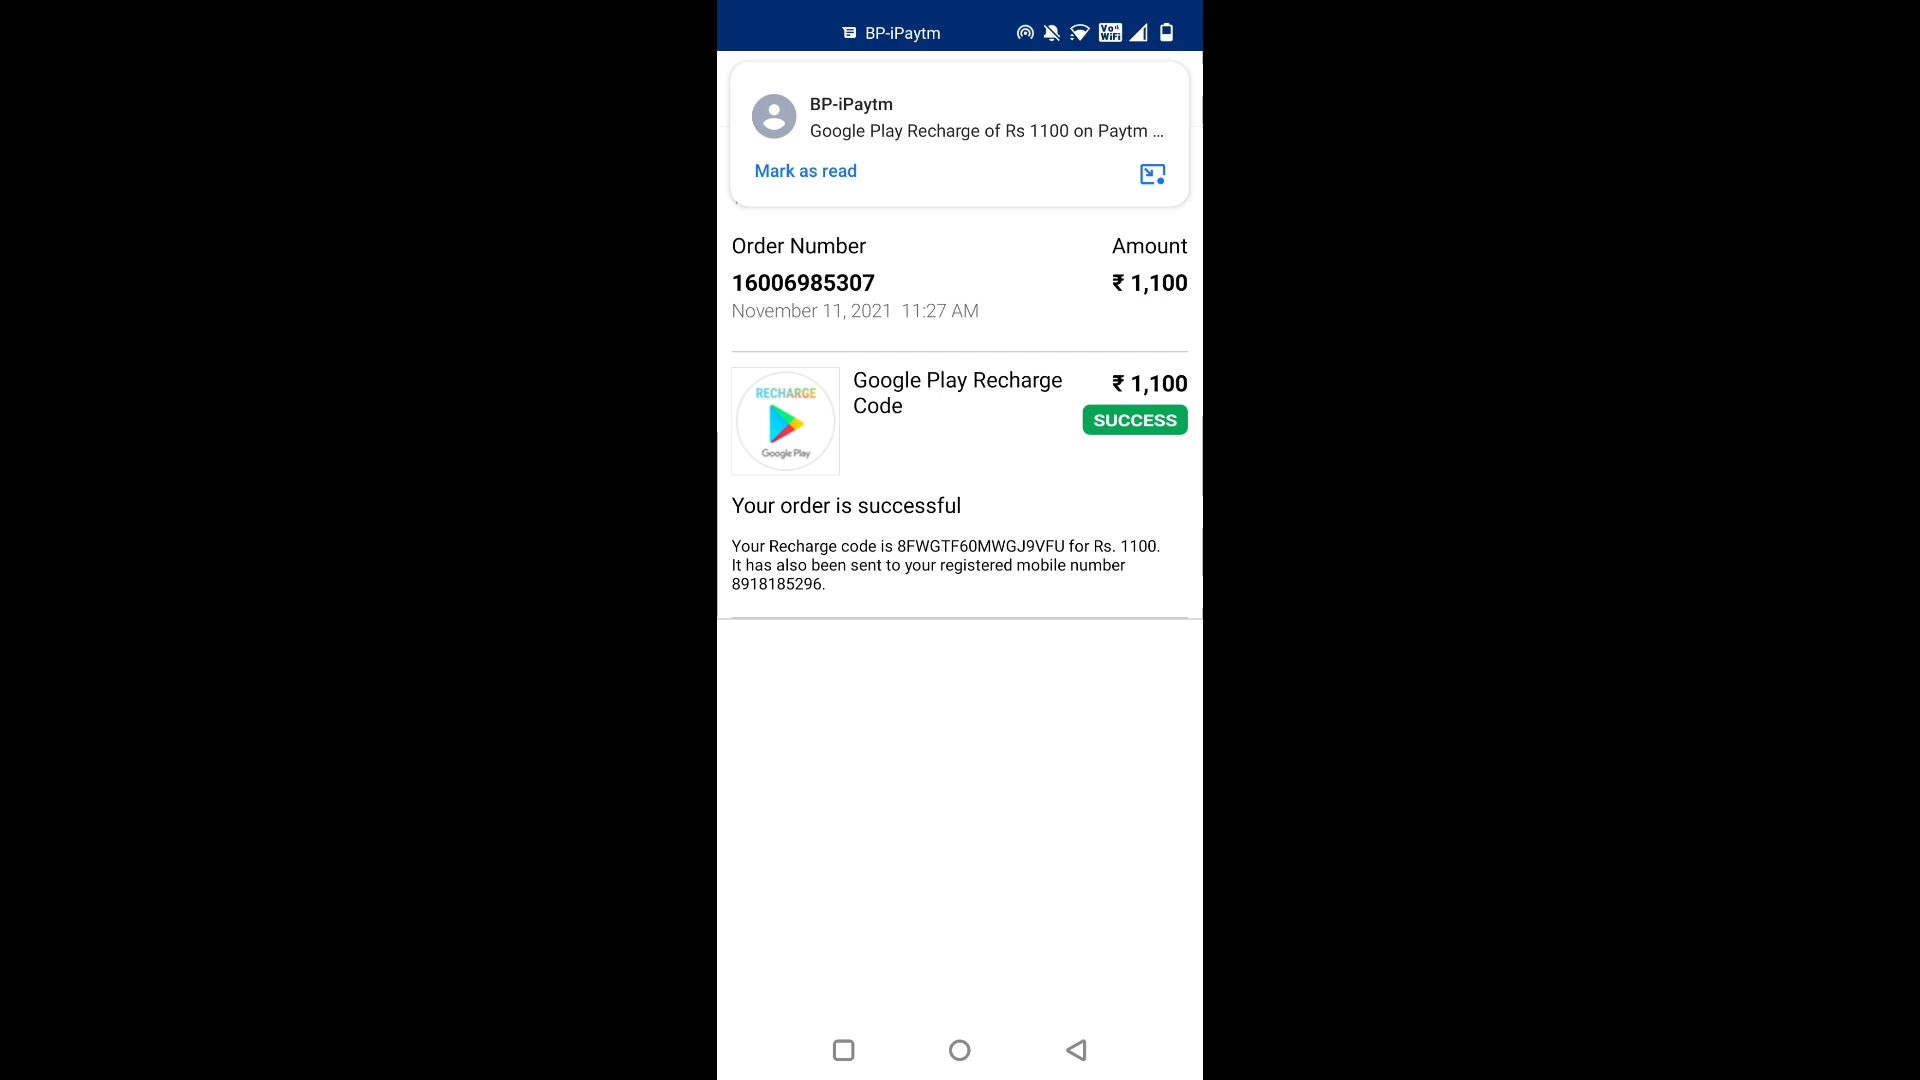 BP-iPaytm
Vo
WiFi
BP-iPaytm
Google Play Recharge of Rs 1100 on Paytm ...
Mark as read
Order Number Amount
16006985307 ₹ 1,100
November 11, 2021 11:27 AM
RECHARGE
Google Play
Google Play Recharge
Code
₹ 1,100
SUCCESS
Your order is successful
Your Recharge code is 8FWGTF60MWGJ9VFU for Rs. 1100.
It has also been sent to your registered mobile number
8918185296.